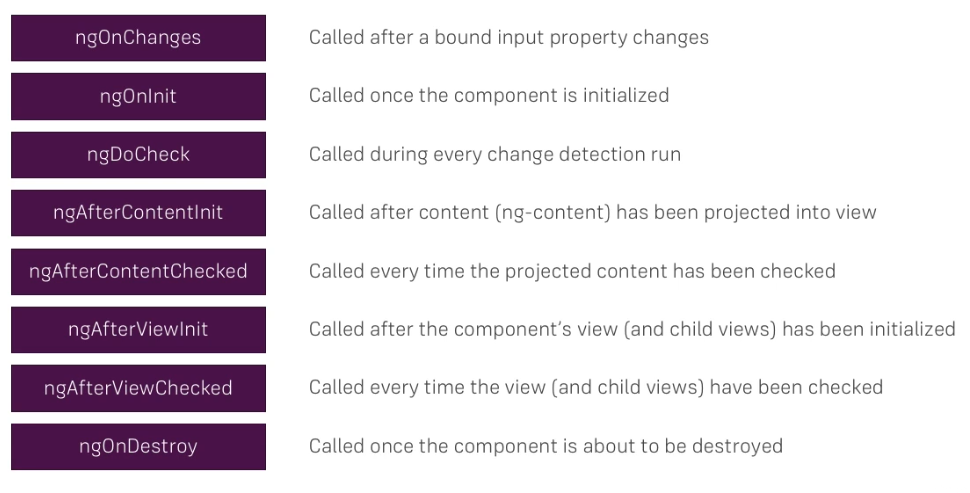 ngOnChanges Called after a bound input property changes
ngOnInit Called once the component is initialized
ngDoCheck Called during every change detection run
ngAfterContentInit Called after content (ng-content) has been projected into view
ngAfterContentChecked Called every time the projected content has been checked
ngAfterViewInit Called after the component's view (and child views) has been initialized
ngAfterViewChecked Called every time the view (and child views) have been checked
ngOnDestroy Called once the component is about to be destroyed